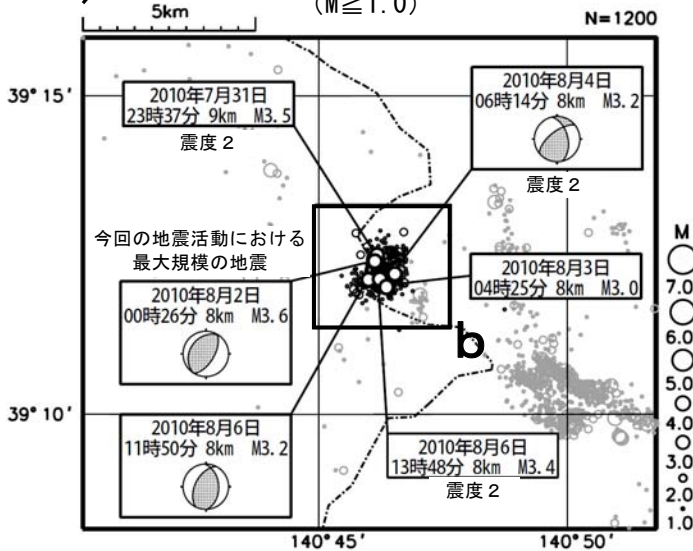 5km
(M≧1.0)
N=1200
39°15′
2010年7月31日
23時37分 9km M3.5
震度２
2010年8月4日
06時14分 8km M3.2
震度２
今回の地震活動における
最大規模の地震
2010年8月2日
00時26分 8km M3.6
2010年8月3日
04時25分 8km M3.0
b
39°10′
2010年8月6日
11時50分 8km M3.2
2010年8月6日
13時48分 8km M3.4
震度２
M
7.0
6.0
5.0
4.0
3.0
2.0
1.0
140°45′
140°50′